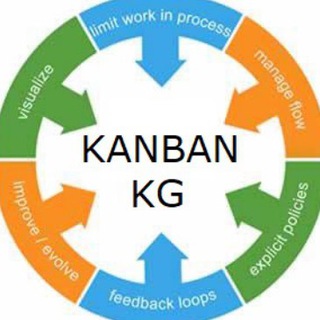 limit work in process
manage flow
explicit policies
feedback loops
improve / evolve
visualize
KANBAN
KG